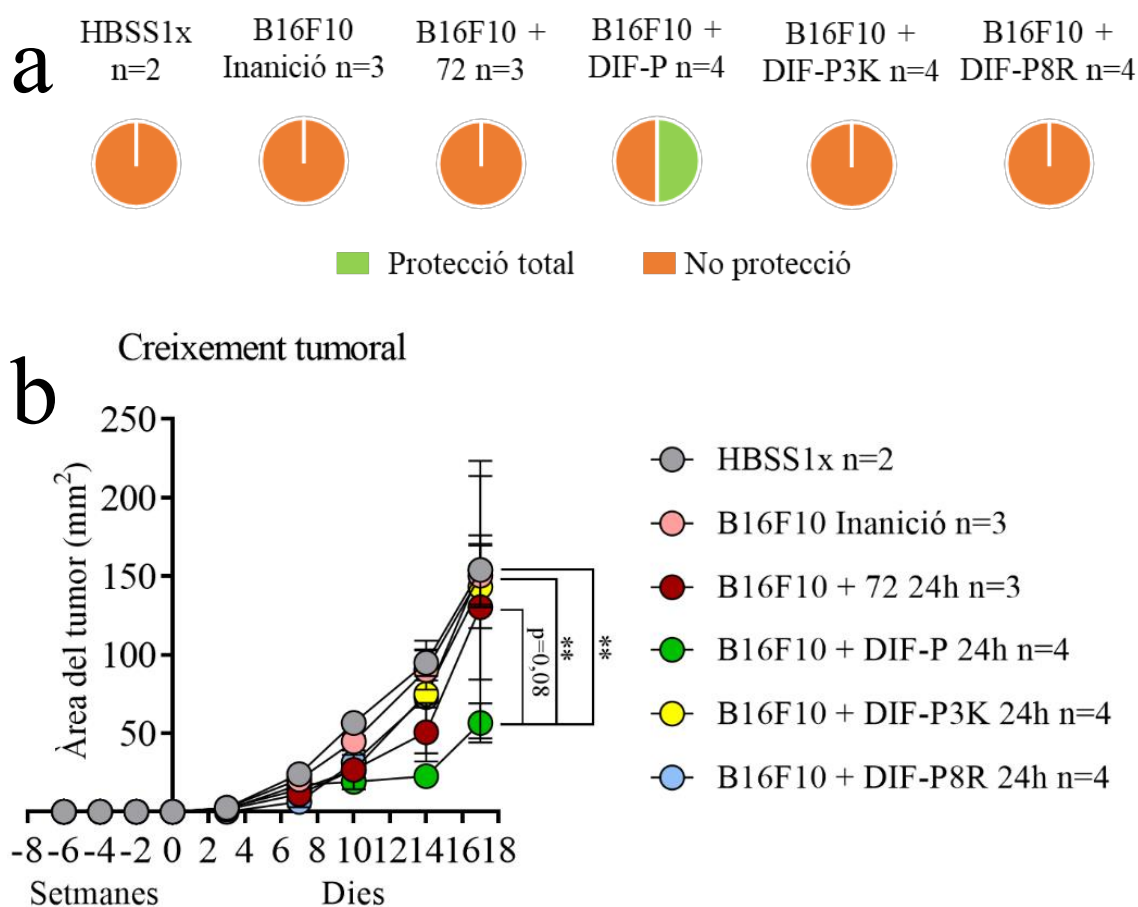 a
HBSS1x
n=2
B16F10
Inanició n=3
B16F10 +
72 n=3
B16F10 +
DIF-P n=4
B16F10 +
DIF-P3K n=4
B16F10 +
DIF-P8R n=4
Protecció total
No protecció
b
Creixement tumoral
Àrea del tumor (mm²)
250
200
150
100
50
-8 -6 -4 -2 0 2 4 6 8 10 12 14 16 18
Setmanes
Dies
p=0,08
**
**
HBSS1x n=2
B16F10 Inanició n=3
B16F10 + 72 24h n=3
B16F10 + DIF-P 24h n=4
B16F10 + DIF-P3K 24h n=4
B16F10 + DIF-P8R 24h n=4